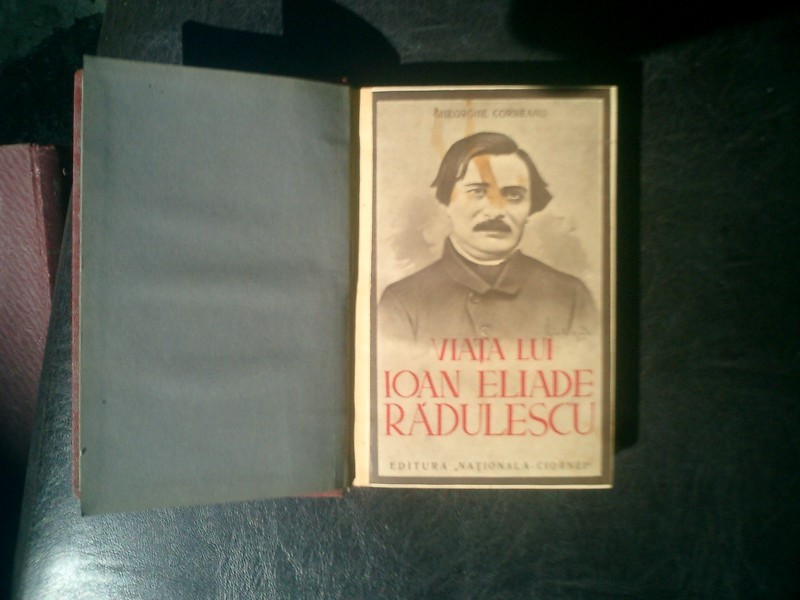 GHEORGHE CORNEANU
VIAȚA LUI
IOAN ELIADE
RĂDULESCU
EDITURA „NAȚIONALA-CIORNEI"